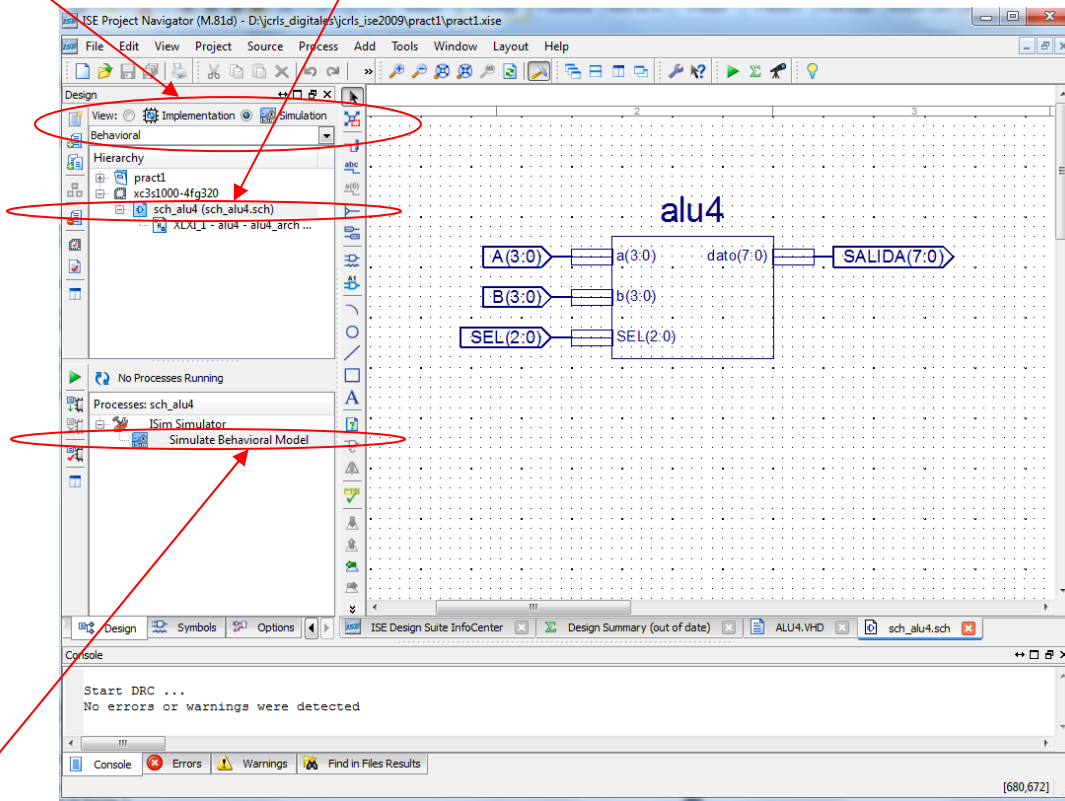 ISE Project Navigator (M.81d) - D:\jcrls_digitales\jcrls_ise2009\pract1\pract1.xise
File Edit View Project Source Process Add Tools Window Layout Help
Design
View: Implementation Simulation
Behavioral
Hierarchy
pract1
xc3s1000-4fg320
sch_alu4 (sch_alu4.sch)
XLXI_1 - alu4 - alu4_arch ...
No Processes Running
Processes: sch_alu4
ISim Simulator
Simulate Behavioral Model
2 3
alu4
A(3:0) a(3:0) dato(7:0) SALIDA(7:0)
B(3:0) b(3:0)
SEL(2:0) SEL(2:0)
Design Symbols Options
ISE Design Suite InfoCenter Design Summary (out of date) ALU4.VHD sch_alu4.sch
Console
Start DRC ...
No errors or warnings were detected
Console Errors Warnings Find in Files Results
[680,672]